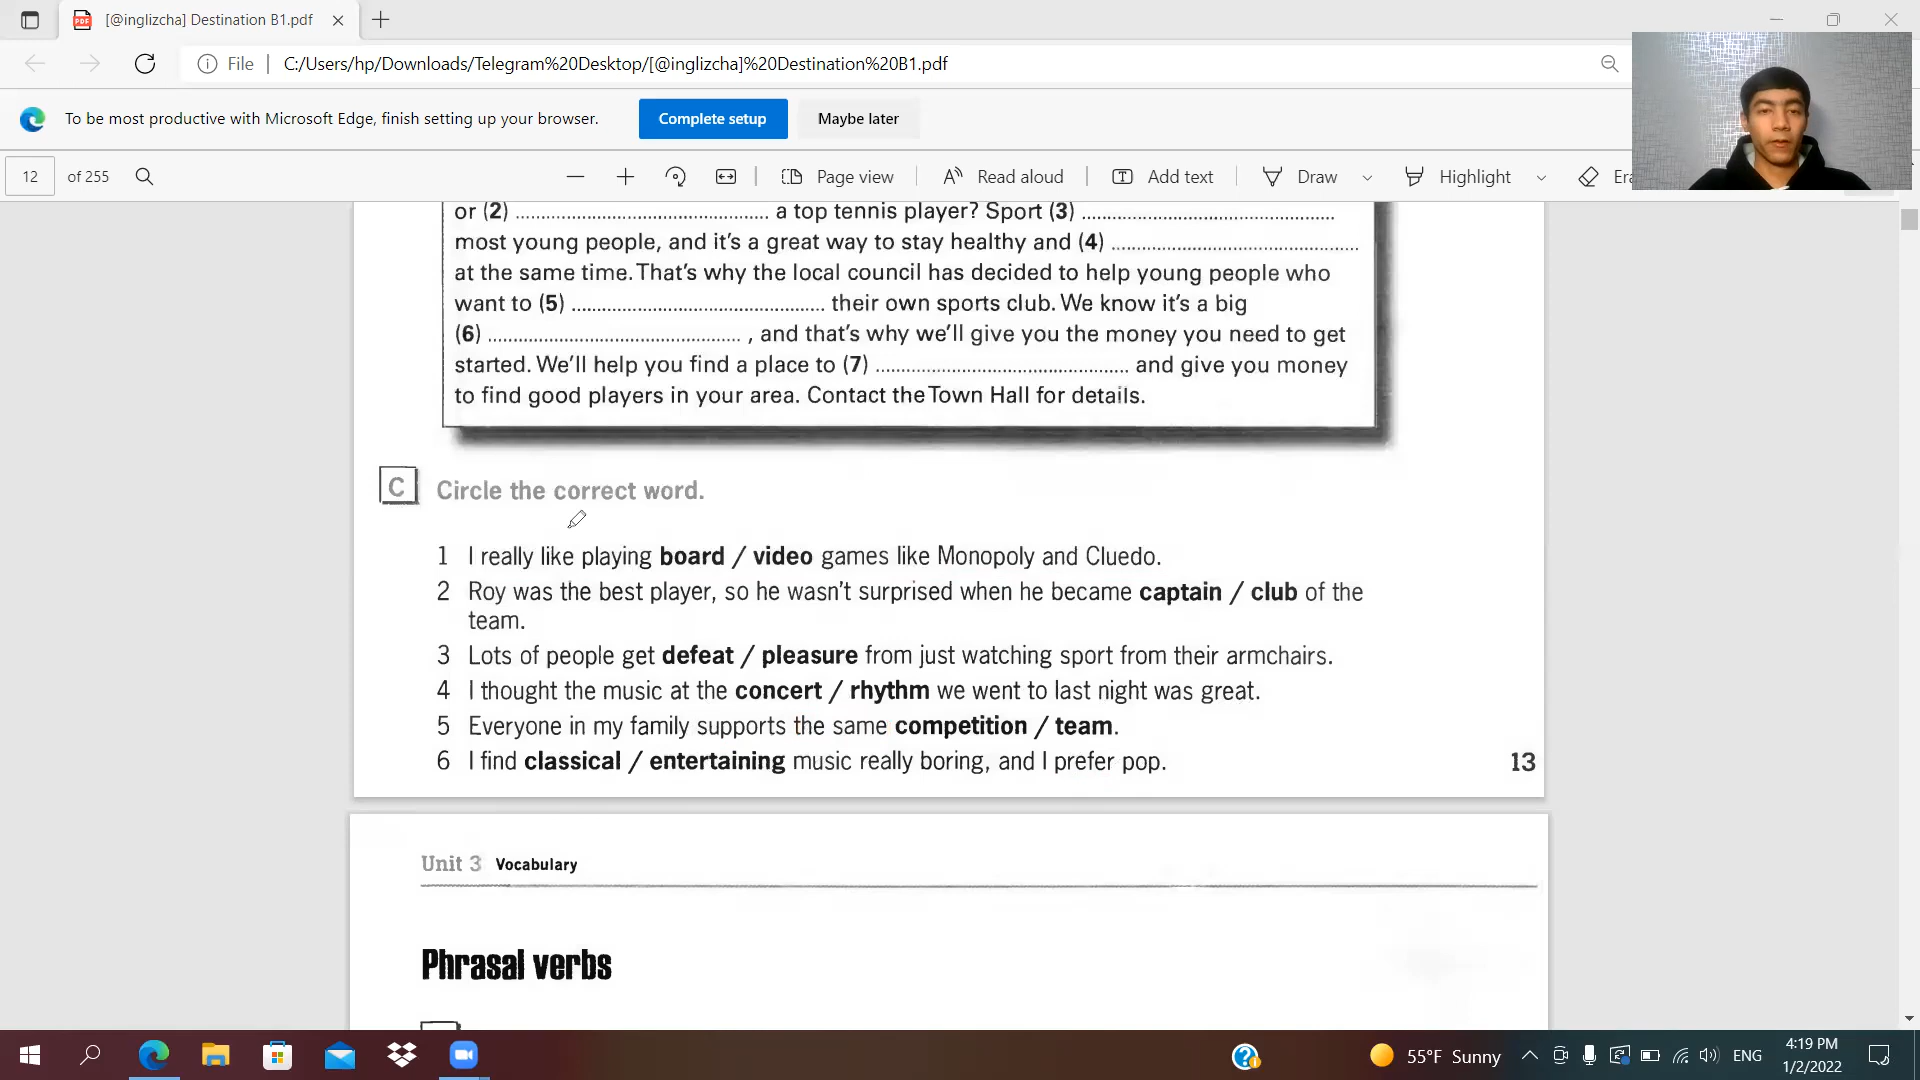 [@inglizcha] Destination B1.pdf
File
C:/Users/hp/Downloads/Telegram%20Desktop/[@inglizcha]%20Destination%20B1.pdf
To be most productive with Microsoft Edge, finish setting up your browser.
Complete setup
Maybe later
12 of 255
Page view
Read aloud
Add text
Draw
Highlight
or (2) ............................................ a top tennis player? Sport (3) ............................................
most young people, and it's a great way to stay healthy and (4) ............................................
at the same time. That's why the local council has decided to help young people who
want to (5) ............................................ their own sports club. We know it's a big
(6) ............................................ , and that's why we'll give you the money you need to get
started. We'll help you find a place to (7) ............................................ and give you money
to find good players in your area. Contact the Town Hall for details.
C Circle the correct word.
1 I really like playing board / video games like Monopoly and Cluedo.
2 Roy was the best player, so he wasn't surprised when he became captain / club of the
team.
3 Lots of people get defeat / pleasure from just watching sport from their armchairs.
4 I thought the music at the concert / rhythm we went to last night was great.
5 Everyone in my family supports the same competition / team.
6 I find classical / entertaining music really boring, and I prefer pop.
13
Unit 3 Vocabulary
Phrasal verbs
55°F Sunny
ENG
4:19 PM
1/2/2022